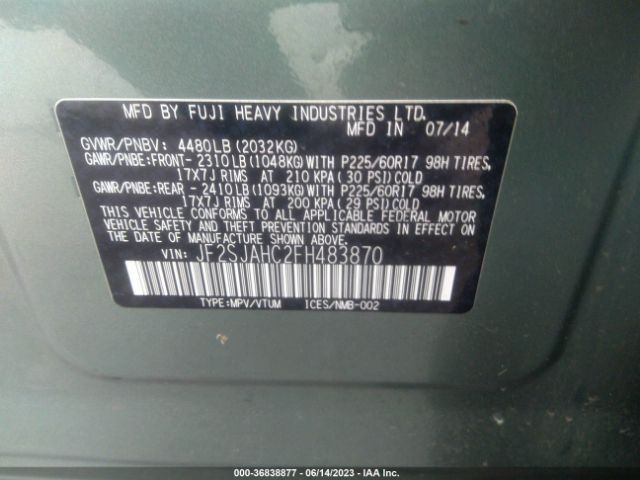 MFD BY FUJI HEAVY INDUSTRIES LTD.
MFD IN 07/14
GVWR/PNBV: 4480LB (2032KG)
GAWR/PNBE:FRONT- 2310LB(1048KG)WITH P225/60R17 98H TIRES,
17X7J RIMS AT 210 KPA( 30 PSI)COLD
GAWR/PNBE:REAR - 2410LB(1093KG)WITH P225/60R17 98H TIRES,
17X7J RIMS AT 200 KPA( 29 PSI)COLD
THIS VEHICLE CONFORMS TO ALL APPLICABLE FEDERAL MOTOR
VEHICLE SAFETY AND THEFT PREVENTION STANDARDS IN EFFECT ON
THE DATE OF MANUFACTURE SHOWN ABOVE.
VIN: JF2SJAHC2FH483870
TYPE:MPV/VTUM ICES/NMB-002
000-36838877 - 06/14/2023 - IAA Inc.